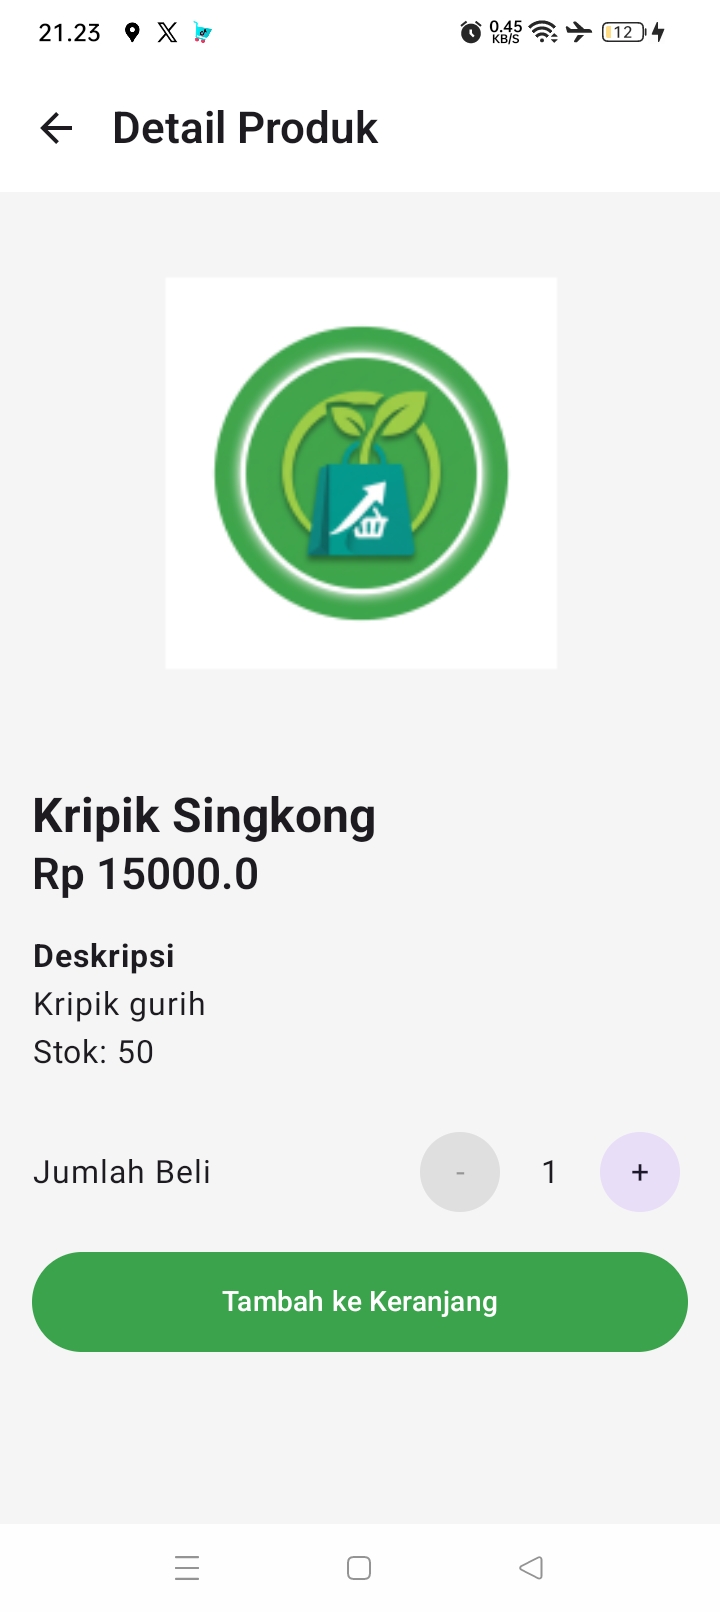 21.23
0.45
KB/S
12
Detail Produk
Kripik Singkong
Rp 15000.0
Deskripsi
Kripik gurih
Stok: 50
Jumlah Beli - 1 +
Tambah ke Keranjang